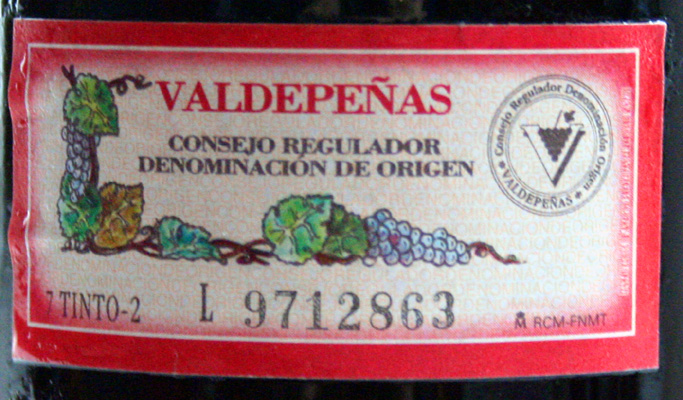 VALDEPEÑAS
CONSEJO REGULADOR
DENOMINACIÓN DE ORIGEN
Consejo Regulador Denominación Origen
VALDEPEÑAS
7 TINTO-2
L 9712863
M RCM-FNMT